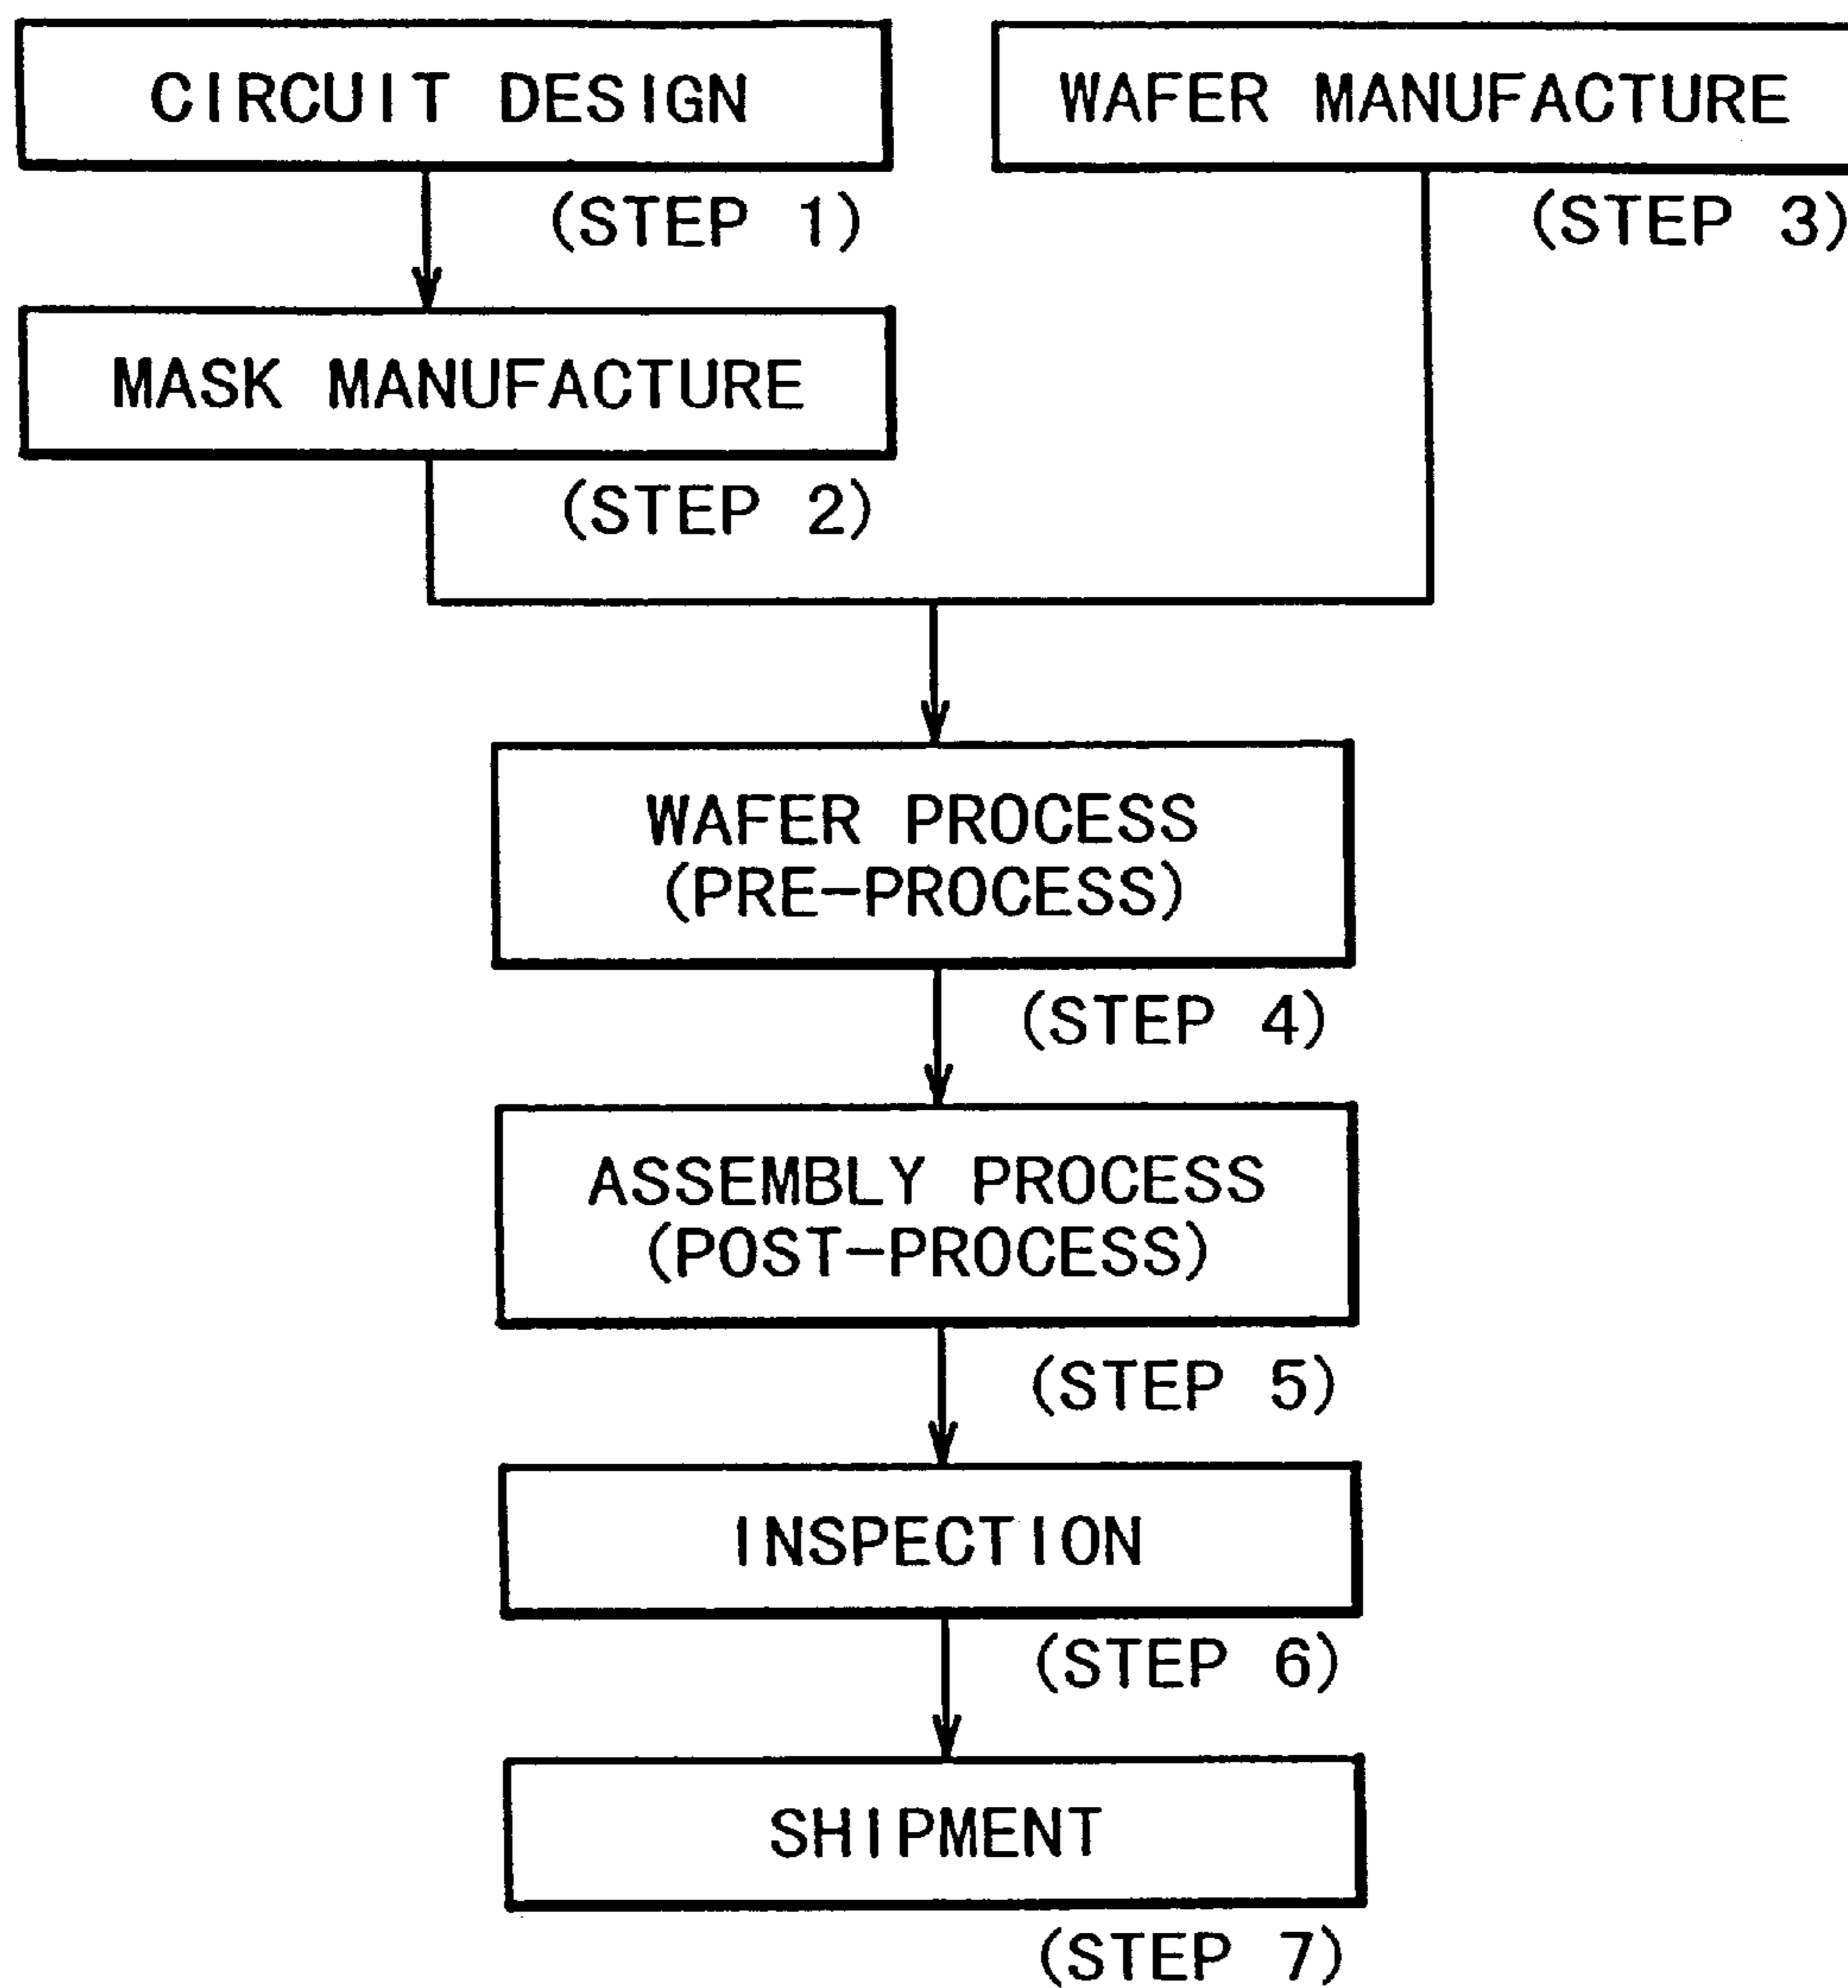 CIRCUIT DESIGN
(STEP 1)
MASK MANUFACTURE
(STEP 2)
WAFER MANUFACTURE
(STEP 3)
WAFER PROCESS
(PRE-PROCESS)
(STEP 4)
ASSEMBLY PROCESS
(POST-PROCESS)
(STEP 5)
INSPECTION
(STEP 6)
SHIPMENT
(STEP 7)